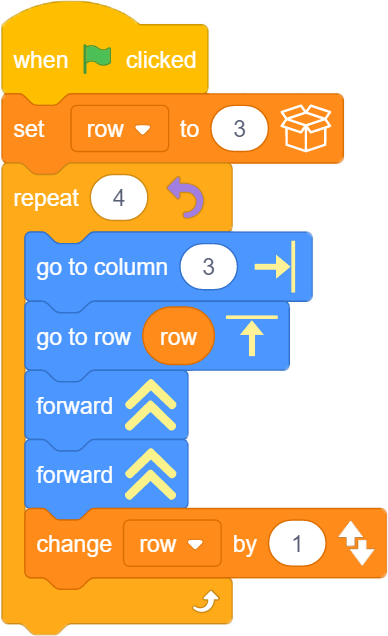 when clicked
set row to 3
repeat 4
go to column 3
go to row row
forward
forward
change row by 1